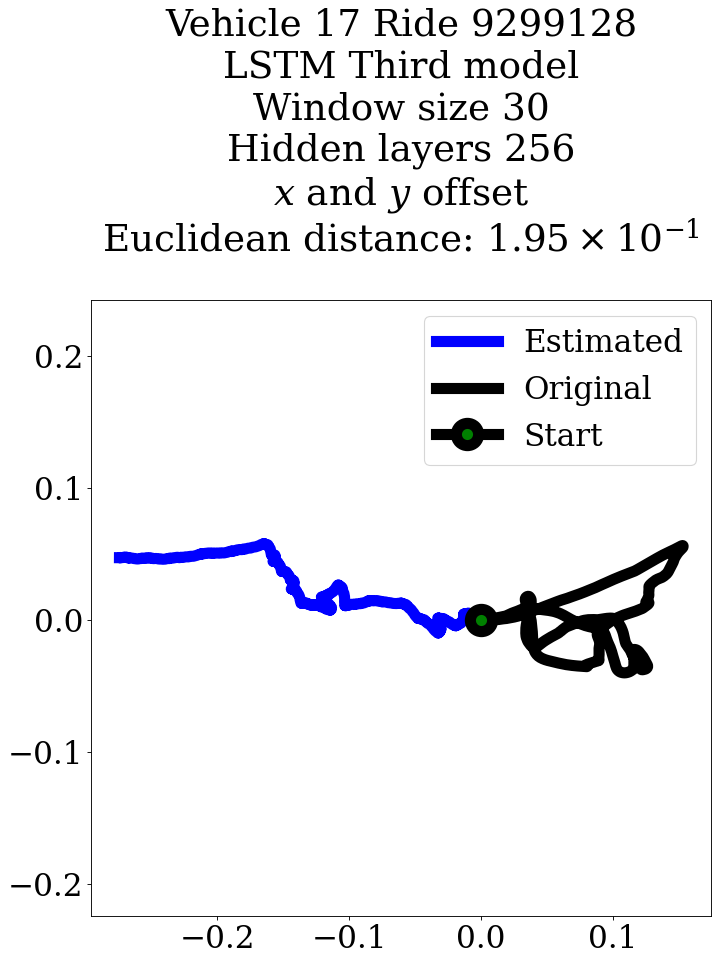 Vehicle 17 Ride 9299128
LSTM Third model
Window size 30
Hidden layers 256
x and y offset
Euclidean distance: 1.95 × 10⁻¹
Estimated
Original
Start
0.2
0.1
0.0
−0.1
−0.2
−0.2 −0.1 0.0 0.1